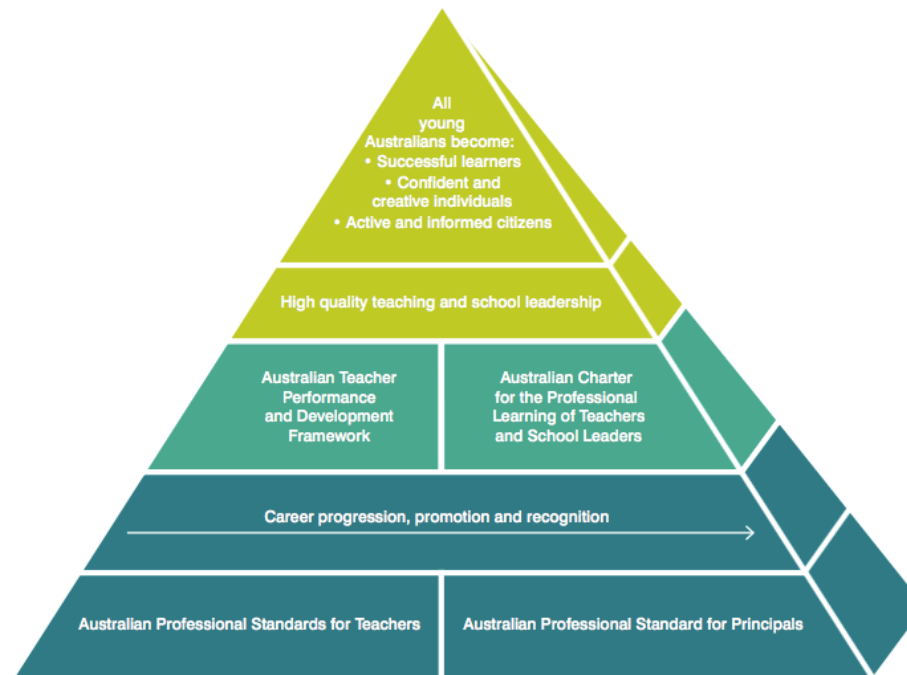 All
young
Australians become:
• Successful learners
• Confident and
creative individuals
• Active and informed citizens
High quality teaching and school leadership
Australian Teacher
Performance
and Development
Framework
Australian Charter
for the Professional
Learning of Teachers
and School Leaders
Career progression, promotion and recognition
Australian Professional Standards for Teachers
Australian Professional Standard for Principals